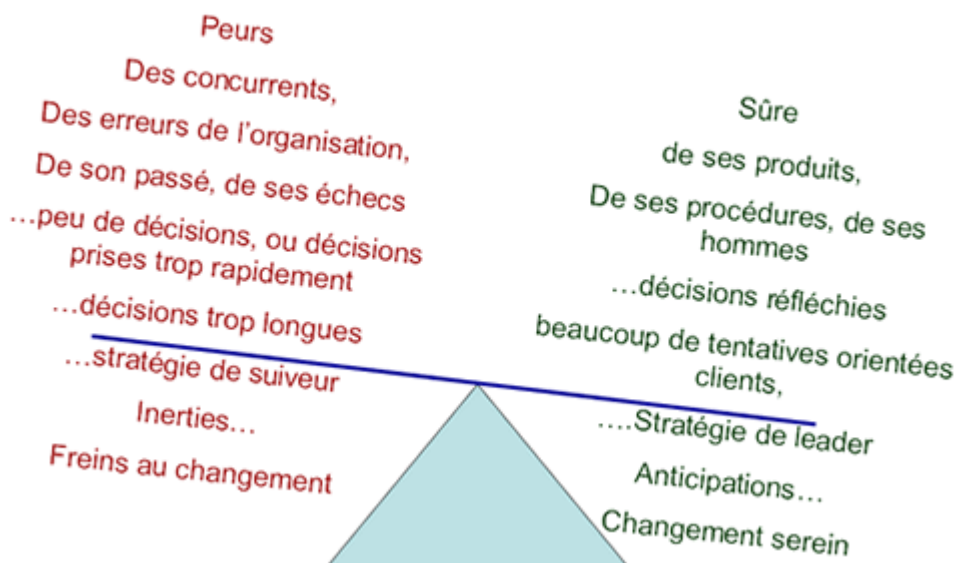 Peurs
Des concurrents,
Des erreurs de l’organisation,
De son passé, de ses échecs
…peu de décisions, ou décisions
prises trop rapidement
…décisions trop longues
…stratégie de suiveur
Inerties…
Freins au changement
Sûre
de ses produits,
De ses procédures, de ses
hommes
…décisions réfléchies
beaucoup de tentatives orientées
clients,
….Stratégie de leader
Anticipations…
Changement serein